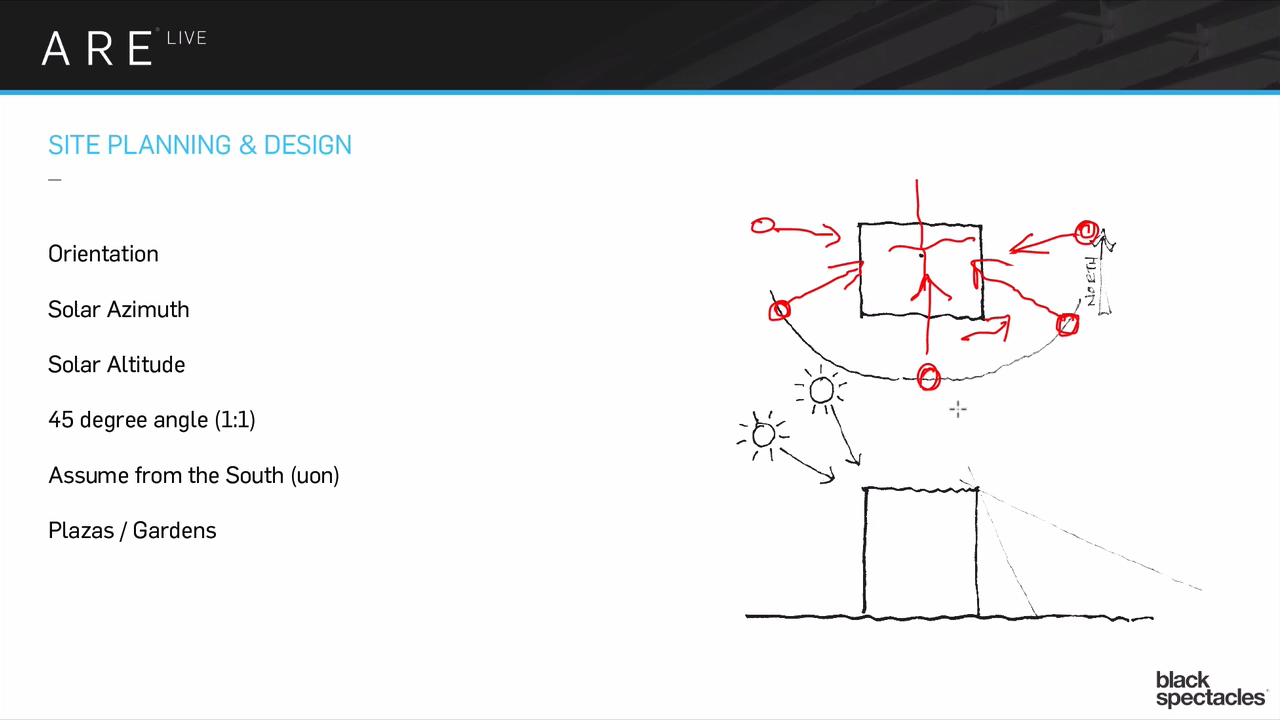 ARE® LIVE
SITE PLANNING & DESIGN
Orientation
Solar Azimuth
Solar Altitude
45 degree angle (1:1)
Assume from the South (uon)
Plazas / Gardens
NORTH
black
spectacles®